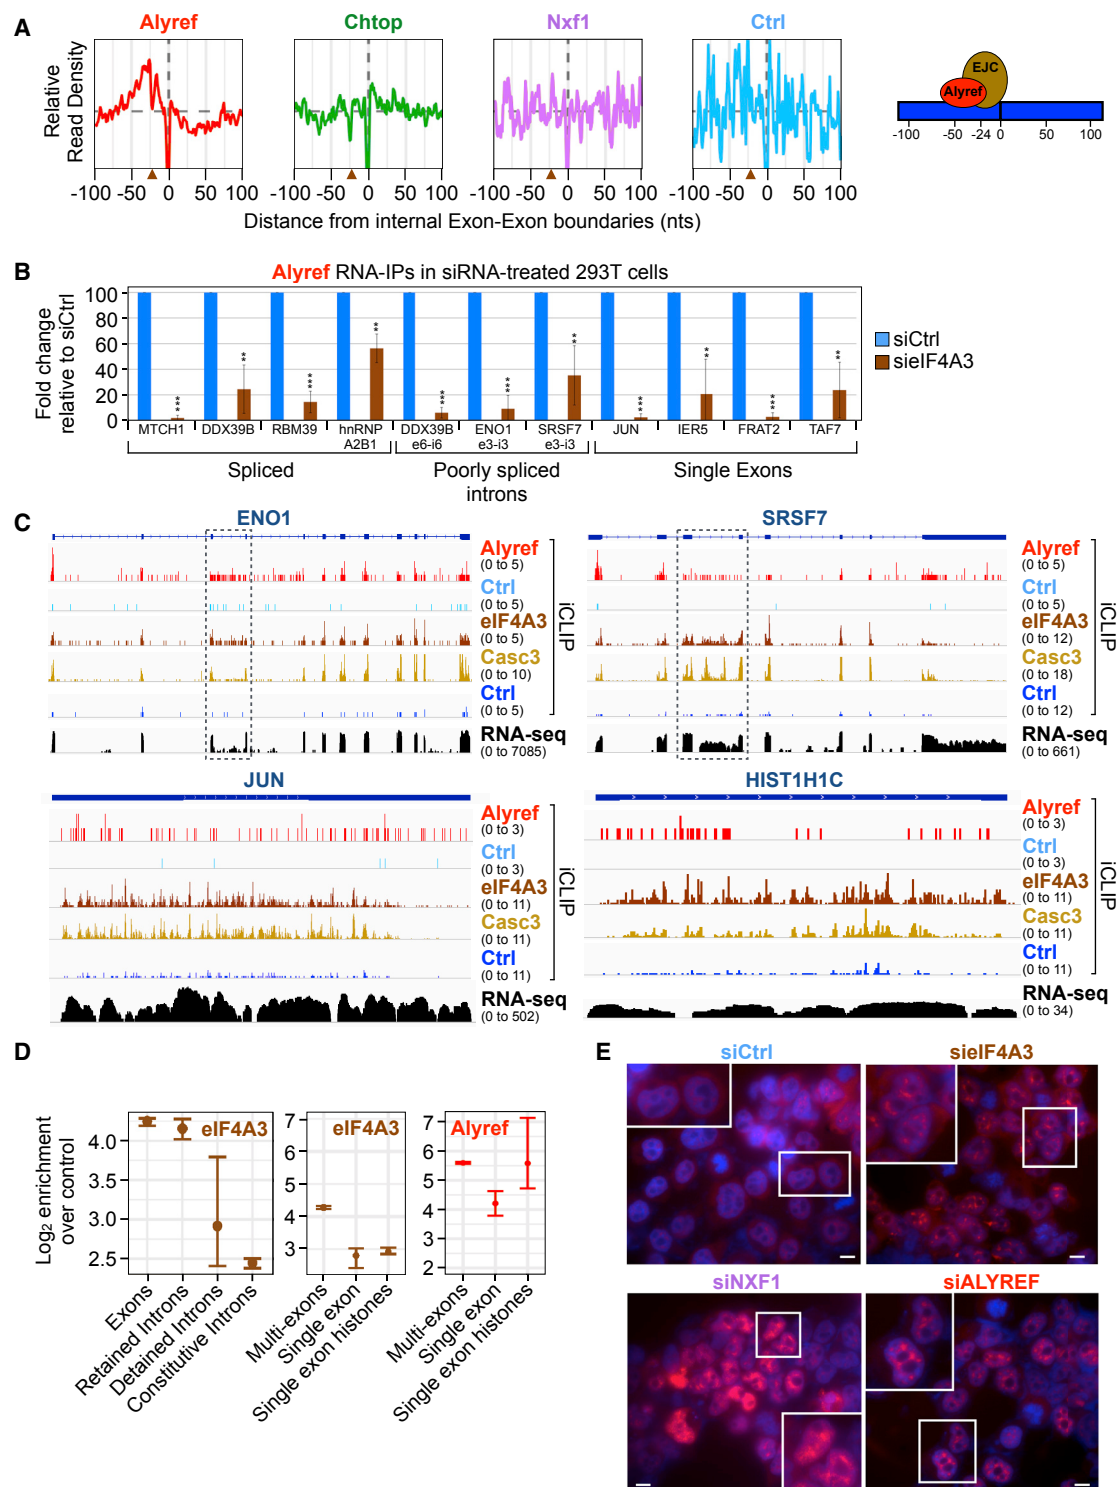 A
Alyref
Chtop
Nxf1
Ctrl
Relative
Read Density
-100 -50 0 50 100
-100 -50 0 50 100
-100 -50 0 50 100
-100 -50 0 50 100
Distance from internal Exon-Exon boundaries (nts)
EJC
Alyref
-100 -50 -24 0 50 100
B
Alyref RNA-IPs in siRNA-treated 293T cells
Fold change
relative to siCtrl
100
80
60
40
20
0
***
**
***
**
***
***
**
***
**
***
**
siCtrl
sieIF4A3
MTCH1 DDX39B RBM39 hnRNP A2B1
DDX39B e6-i6 ENO1 e3-i3 SRSF7 e3-i3
JUN IER5 FRAT2 TAF7
Spliced
Poorly spliced
introns
Single Exons
C
ENO1
Alyref
(0 to 5)
Ctrl
(0 to 5)
eIF4A3
(0 to 5)
Casc3
(0 to 10)
Ctrl
(0 to 5)
RNA-seq
(0 to 7085)
iCLIP
SRSF7
Alyref
(0 to 5)
Ctrl
(0 to 5)
eIF4A3
(0 to 12)
Casc3
(0 to 18)
Ctrl
(0 to 12)
RNA-seq
(0 to 661)
iCLIP
JUN
Alyref
(0 to 3)
Ctrl
(0 to 3)
eIF4A3
(0 to 11)
Casc3
(0 to 11)
Ctrl
(0 to 11)
RNA-seq
(0 to 502)
iCLIP
HIST1H1C
Alyref
(0 to 3)
Ctrl
(0 to 3)
eIF4A3
(0 to 11)
Casc3
(0 to 11)
Ctrl
(0 to 11)
RNA-seq
(0 to 34)
iCLIP
D
Log2 enrichment
over control
eIF4A3
4.0
3.5
3.0
2.5
Exons
Retained Introns
Detained Introns
Constitutive Introns
eIF4A3
7
6
5
4
3
Multi-exons
Single exon
Single exon histones
Alyref
7
6
5
4
3
2
Multi-exons
Single exon
Single exon histones
E
siCtrl
sieIF4A3
siNXF1
siALYREF